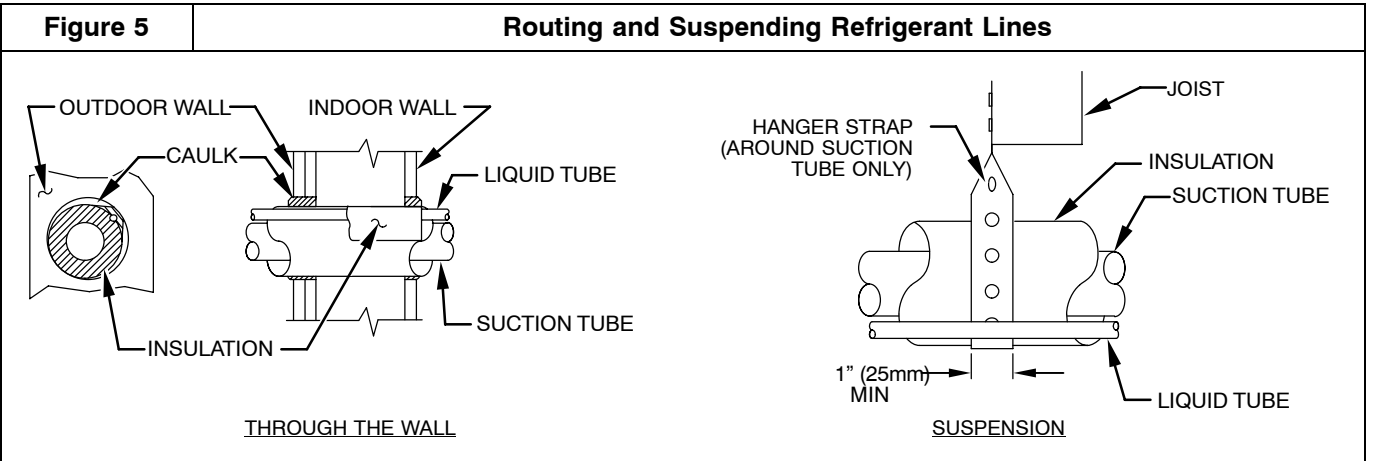 Figure 5
Routing and Suspending Refrigerant Lines
OUTDOOR WALL
INDOOR WALL
CAULK
LIQUID TUBE
SUCTION TUBE
INSULATION
THROUGH THE WALL
JOIST
HANGER STRAP
(AROUND SUCTION
TUBE ONLY)
INSULATION
SUCTION TUBE
1” (25mm)
MIN
LIQUID TUBE
SUSPENSION